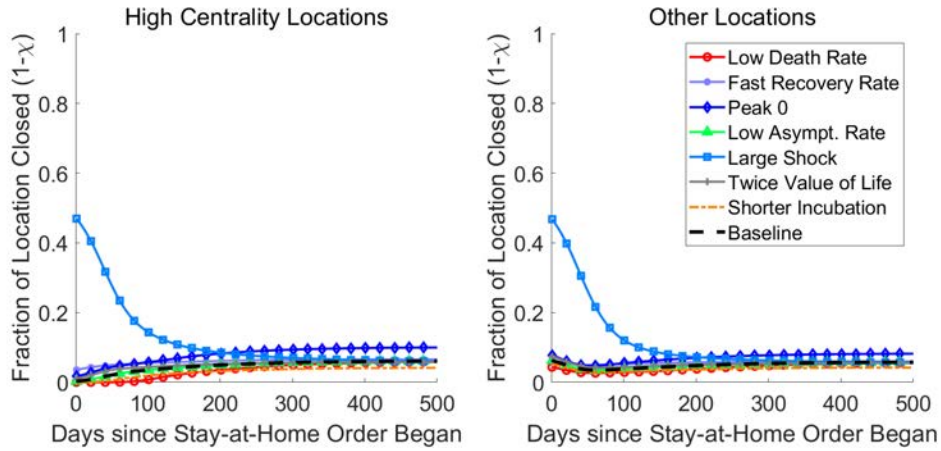 High Centrality Locations
Fraction of Location Closed (1-χ)
1
0.8
0.6
0.4
0.2
0
0 100 200 300 400 500
Days since Stay-at-Home Order Began
Other Locations
Fraction of Location Closed (1-χ)
1
0.8
0.6
0.4
0.2
0
Low Death Rate
Fast Recovery Rate
Peak 0
Low Asympt. Rate
Large Shock
Twice Value of Life
Shorter Incubation
Baseline
0 100 200 300 400 500
Days since Stay-at-Home Order Began